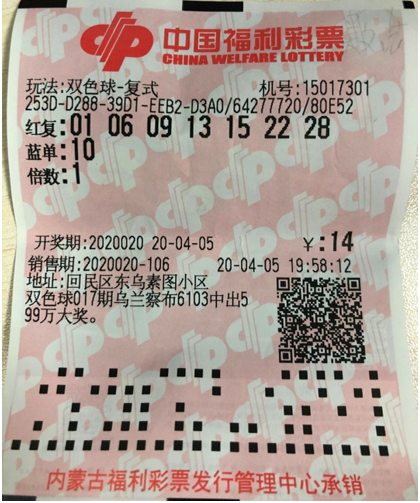 中国福利彩票
CHINA WELFARE LOTTERY
玩法:双色球-复式 机号:15017301
253D-D288-39D1-EEB2-D3A0/64277720/80E52
红复:01 06 09 13 15 22 28
蓝单:10
倍数:1
开奖期:2020020 20-04-05 ¥:14
销售期:2020020-106 20-04-05 19:58:12
地址:回民区东乌素图小区
双色球017期乌兰察布6103中出5
99万大奖。
内蒙古福利彩票发行管理中心承销